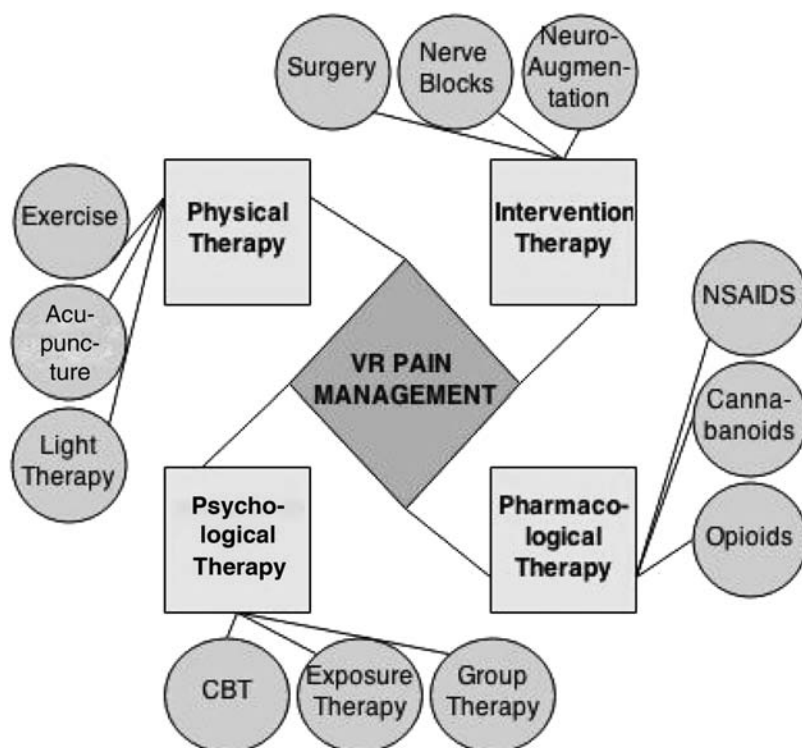 Surgery
Nerve
Blocks
Neuro-
Augmen-
tation
Physical
Therapy
Intervention
Therapy
Exercise
Acu-
punc-
ture
Light
Therapy
VR PAIN
MANAGEMENT
NSAIDS
Canna-
banoids
Opioids
Psycho-
logical
Therapy
Pharmaco-
logical
Therapy
CBT
Exposure
Therapy
Group
Therapy